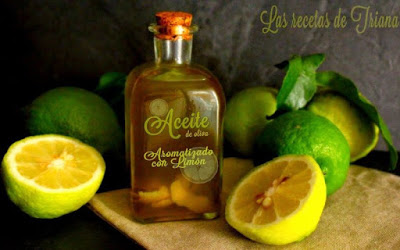 Las recetas de Triana
Aceite
de oliva
Aromatizado
con Limón